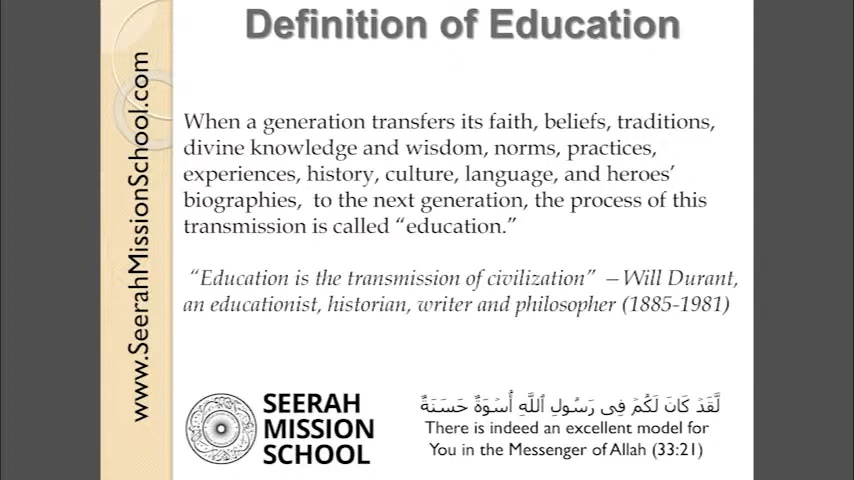 Definition of Education
www.SeerahMissionSchool.com
When a generation transfers its faith, beliefs, traditions,
divine knowledge and wisdom, norms, practices,
experiences, history, culture, language, and heroes’
biographies, to the next generation, the process of this
transmission is called “education.”
“Education is the transmission of civilization” —Will Durant,
an educationist, historian, writer and philosopher (1885-1981)
SEERAH
MISSION
SCHOOL
لَّقَدْ كَانَ لَكُمْ فِى رَسُولِ ٱللَّهِ أُسْوَةٌ حَسَنَةٌ
There is indeed an excellent model for
You in the Messenger of Allah (33:21)